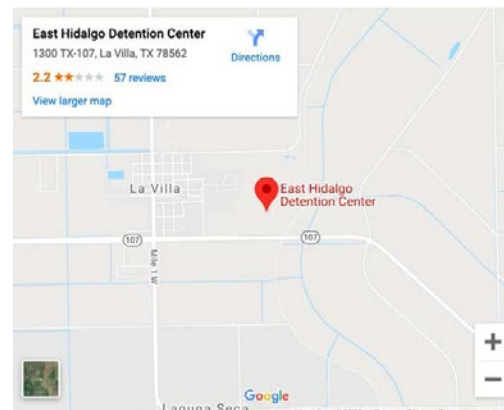 East Hidalgo Detention Center
1300 TX-107, La Villa, TX 78562
Directions
2.2 57 reviews
View larger map
La Villa
East Hidalgo
Detention Center
107
107
Mile 1 W
+
−
Google
Laguna Seca